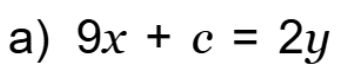 a) 9x + c = 2y